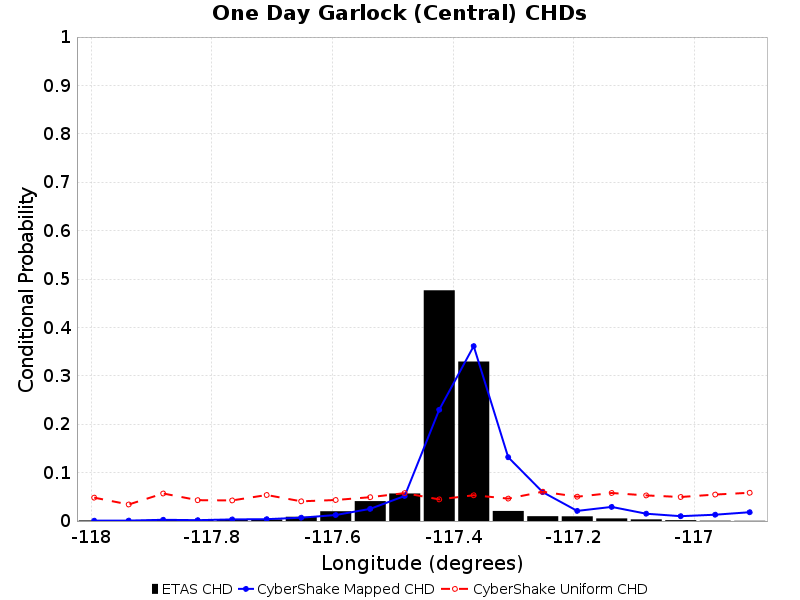 One Day Garlock (Central) CHDs
Conditional Probability
1
0.9
0.8
0.7
0.6
0.5
0.4
0.3
0.2
0.1
0
-118 -117.8 -117.6 -117.4 -117.2 -117
Longitude (degrees)
ETAS CHD CyberShake Mapped CHD CyberShake Uniform CHD